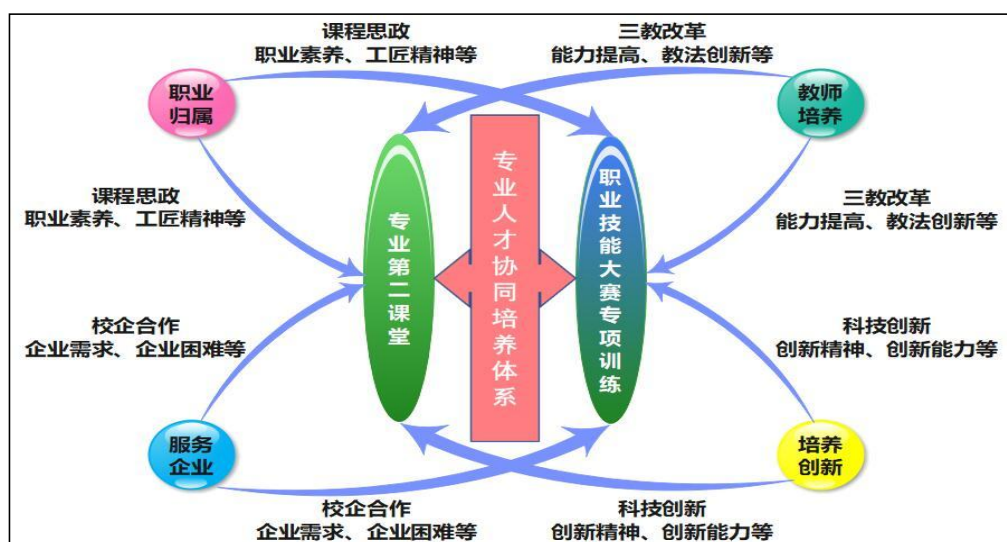 课程思政
职业素养、工匠精神等
三教改革
能力提高、教法创新等
职业
归属
教师
培养
课程思政
职业素养、工匠精神等
专业第二课堂
专业人才协同培养体系
职业技能大赛专项训练
三教改革
能力提高、教法创新等
校企合作
企业需求、企业困难等
科技创新
创新精神、创新能力等
服务
企业
培养
创新
校企合作
企业需求、企业困难等
科技创新
创新精神、创新能力等